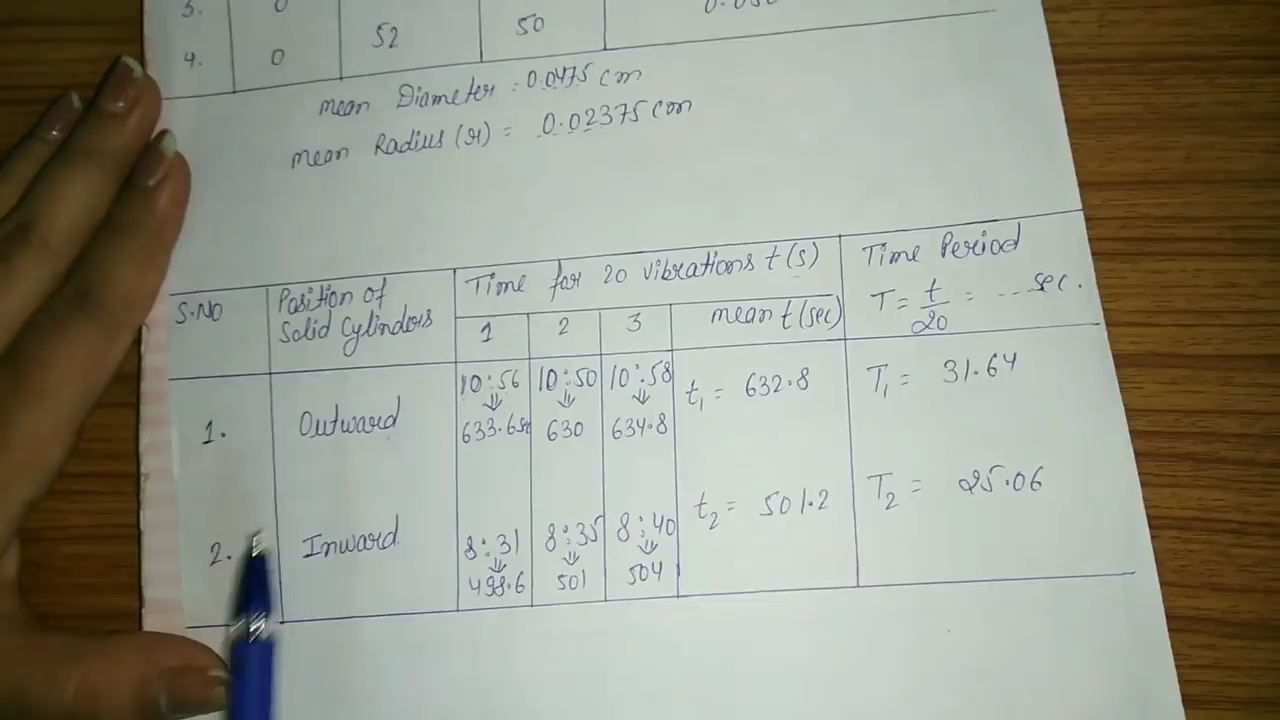 3. 0
4. 0 52 50
mean Diameter = 0.0475 cm
mean Radius (r) = 0.02375 cm
S.NO Position of Solid Cylinders Time for 20 Vibrations t(s) Time Period
1 2 3 mean t(sec) T = t/20 = --- sec.
10:56 10:50 10:58
⇓ ⇓ ⇓
1. Outward 633.6 630 634.8 t₁ = 632.8 T₁ = 31.64
8:31 8:35 8:40
⇓ ⇓ ⇓
2. Inward 498.6 501 504 t₂ = 501.2 T₂ = 25.06